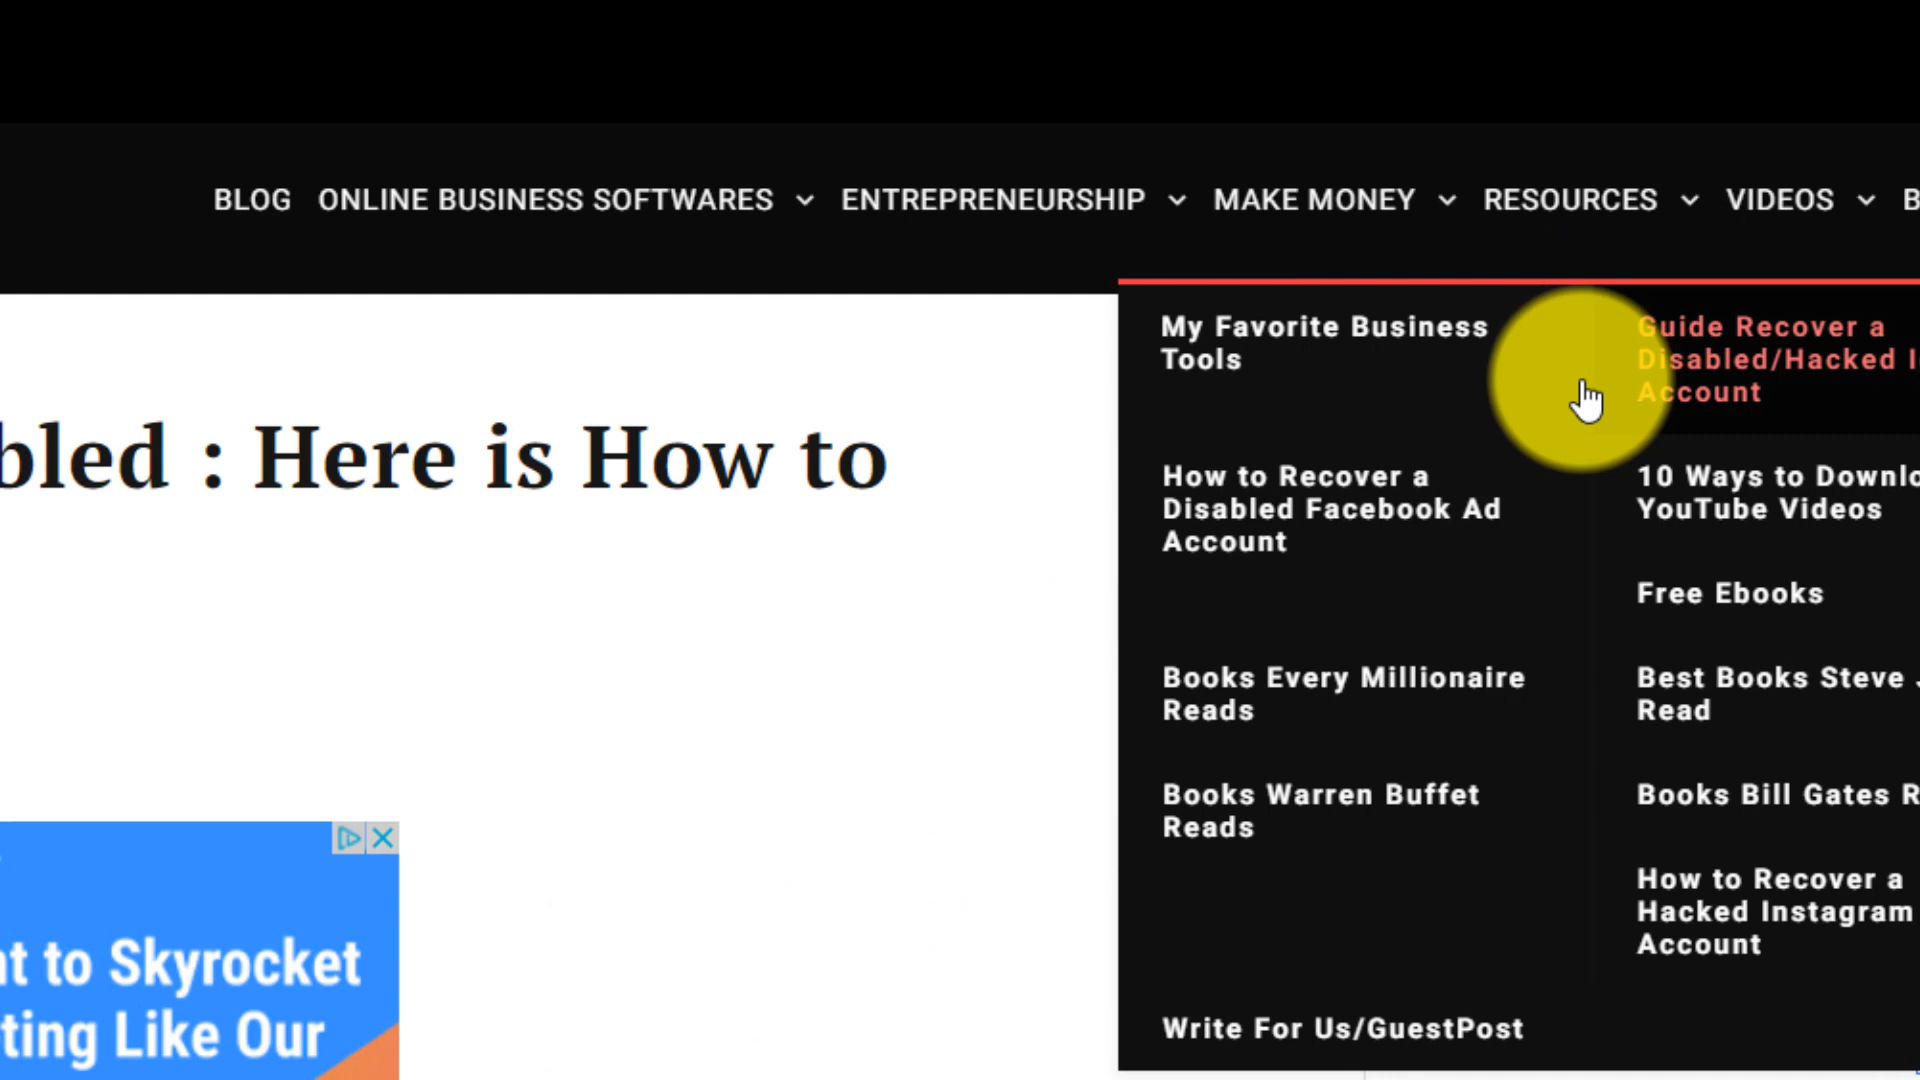 BLOG ONLINE BUSINESS SOFTWARES ENTREPRENEURSHIP MAKE MONEY RESOURCES VIDEOS B
bled : Here is How to
My Favorite Business
Tools
Guide Recover a
Disabled/Hacked I
Account
How to Recover a
Disabled Facebook Ad
Account
10 Ways to Downlo
YouTube Videos
Free Ebooks
Books Every Millionaire
Reads
Best Books Steve J
Read
Books Warren Buffet
Reads
Books Bill Gates R
How to Recover a
Hacked Instagram
Account
Write For Us/GuestPost
nt to Skyrocket
ting Like Our